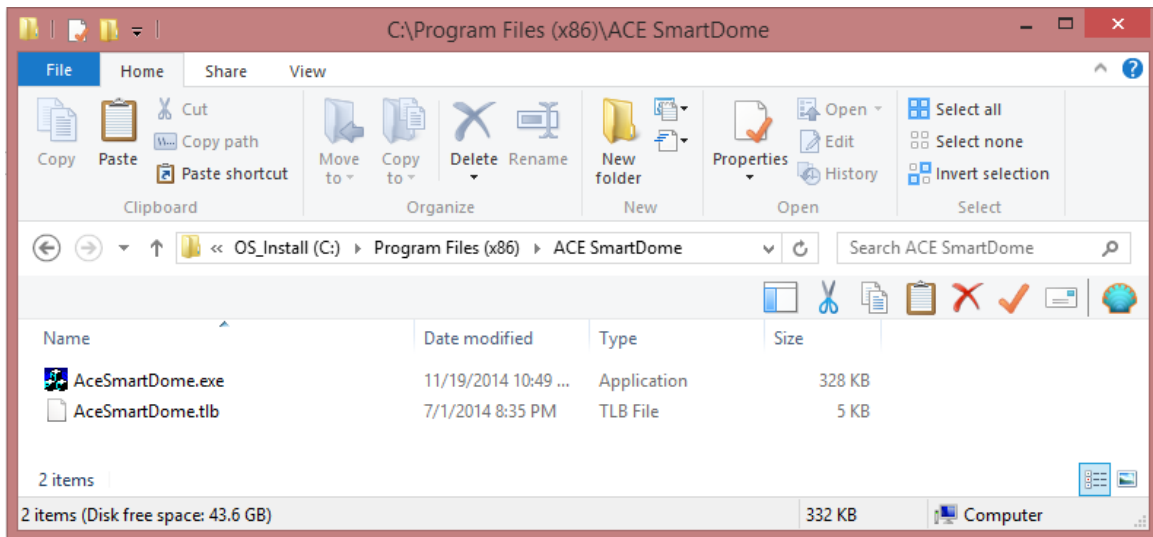 C:\Program Files (x86)\ACE SmartDome
File Home Share View
Copy
Paste
Cut
Copy path
Paste shortcut
Move to
Copy to
Delete
Rename
New folder
Properties
Open
Edit
History
Select all
Select none
Invert selection
Clipboard Organize New Open Select
« OS_Install (C:) Program Files (x86) ACE SmartDome Search ACE SmartDome
Name Date modified Type Size
AceSmartDome.exe 11/19/2014 10:49 ... Application 328 KB
AceSmartDome.tlb 7/1/2014 8:35 PM TLB File 5 KB
2 items
2 items (Disk free space: 43.6 GB) 332 KB Computer